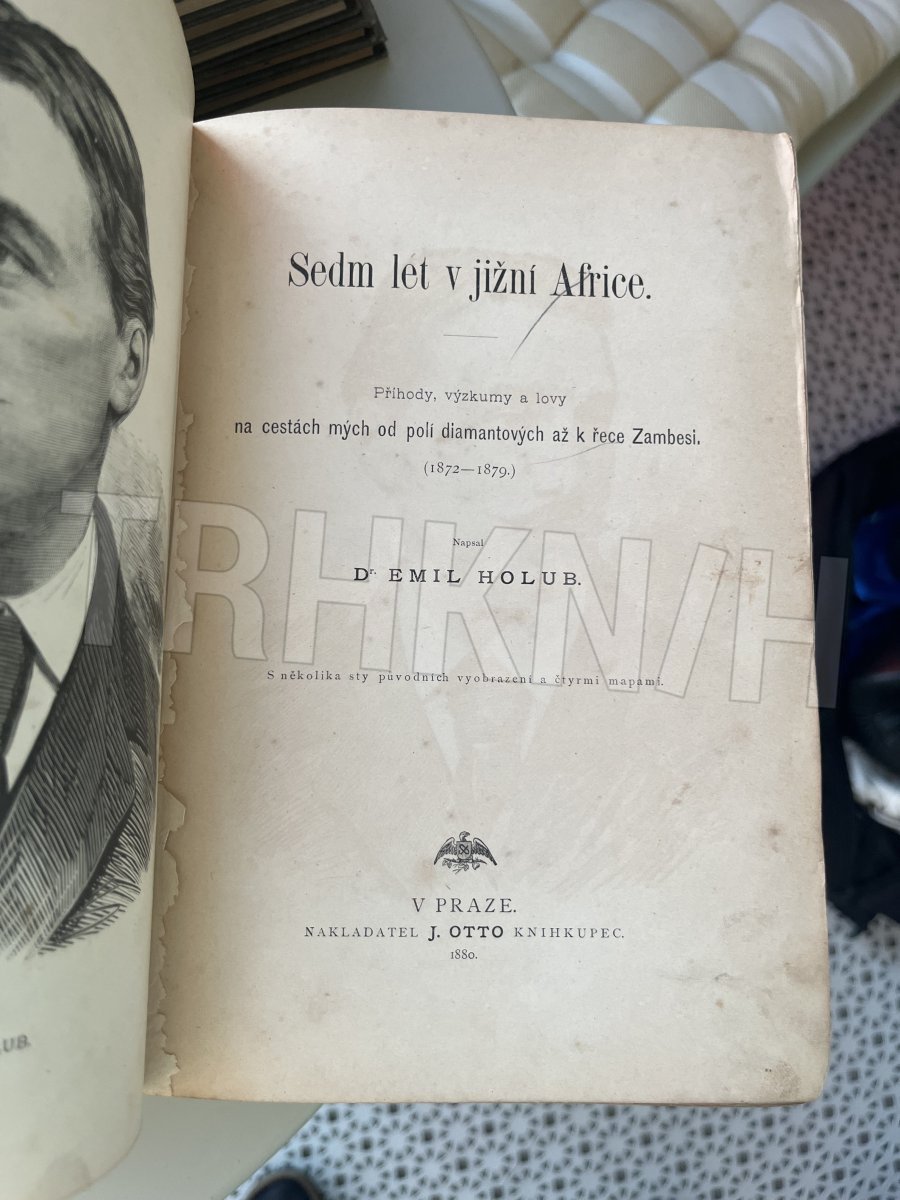 Sedm let v jižní Africe.
Příhody, výzkumy a lovy
na cestách mých od polí diamantových až k řece Zambesi.
(1872—1879.)
Napsal
Dr. EMIL HOLUB.
S několika sty původních vyobrazení a čtyrmi mapami.
V PRAZE.
NAKLADATEL J. OTTO KNIHKUPEC.
1880.
LUB.
TRHKN/H